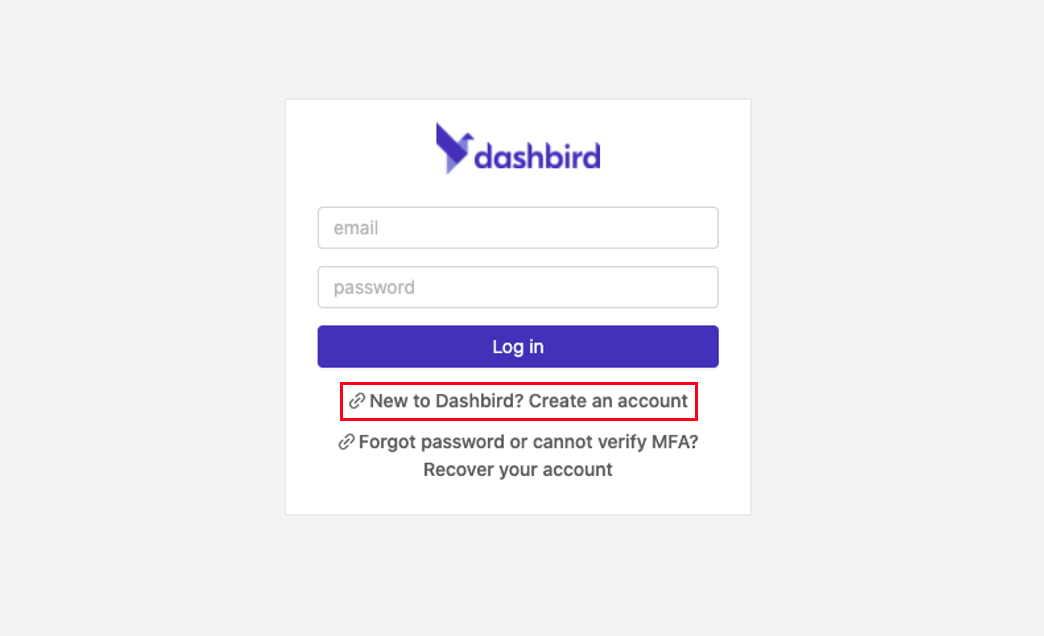 dashbird
email
password
Log in
New to Dashbird? Create an account
Forgot password or cannot verify MFA?
Recover your account